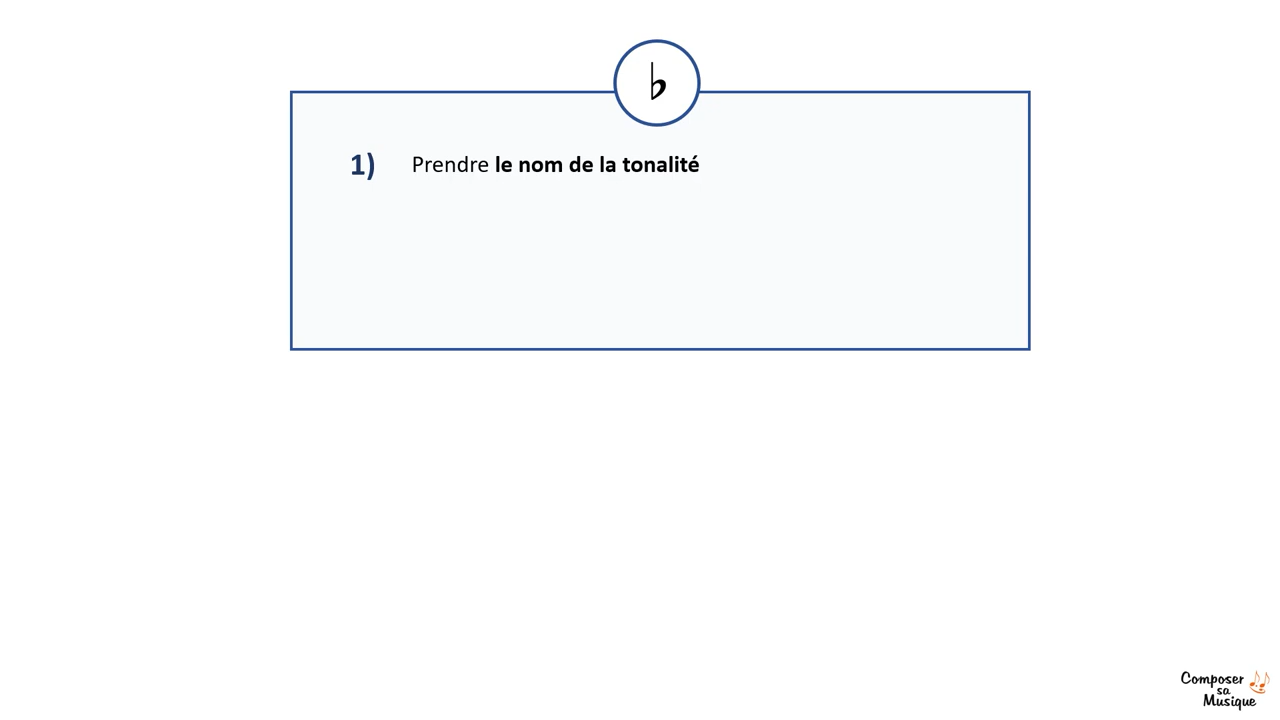 ♭
1) Prendre le nom de la tonalité
Composer
sa
Musique